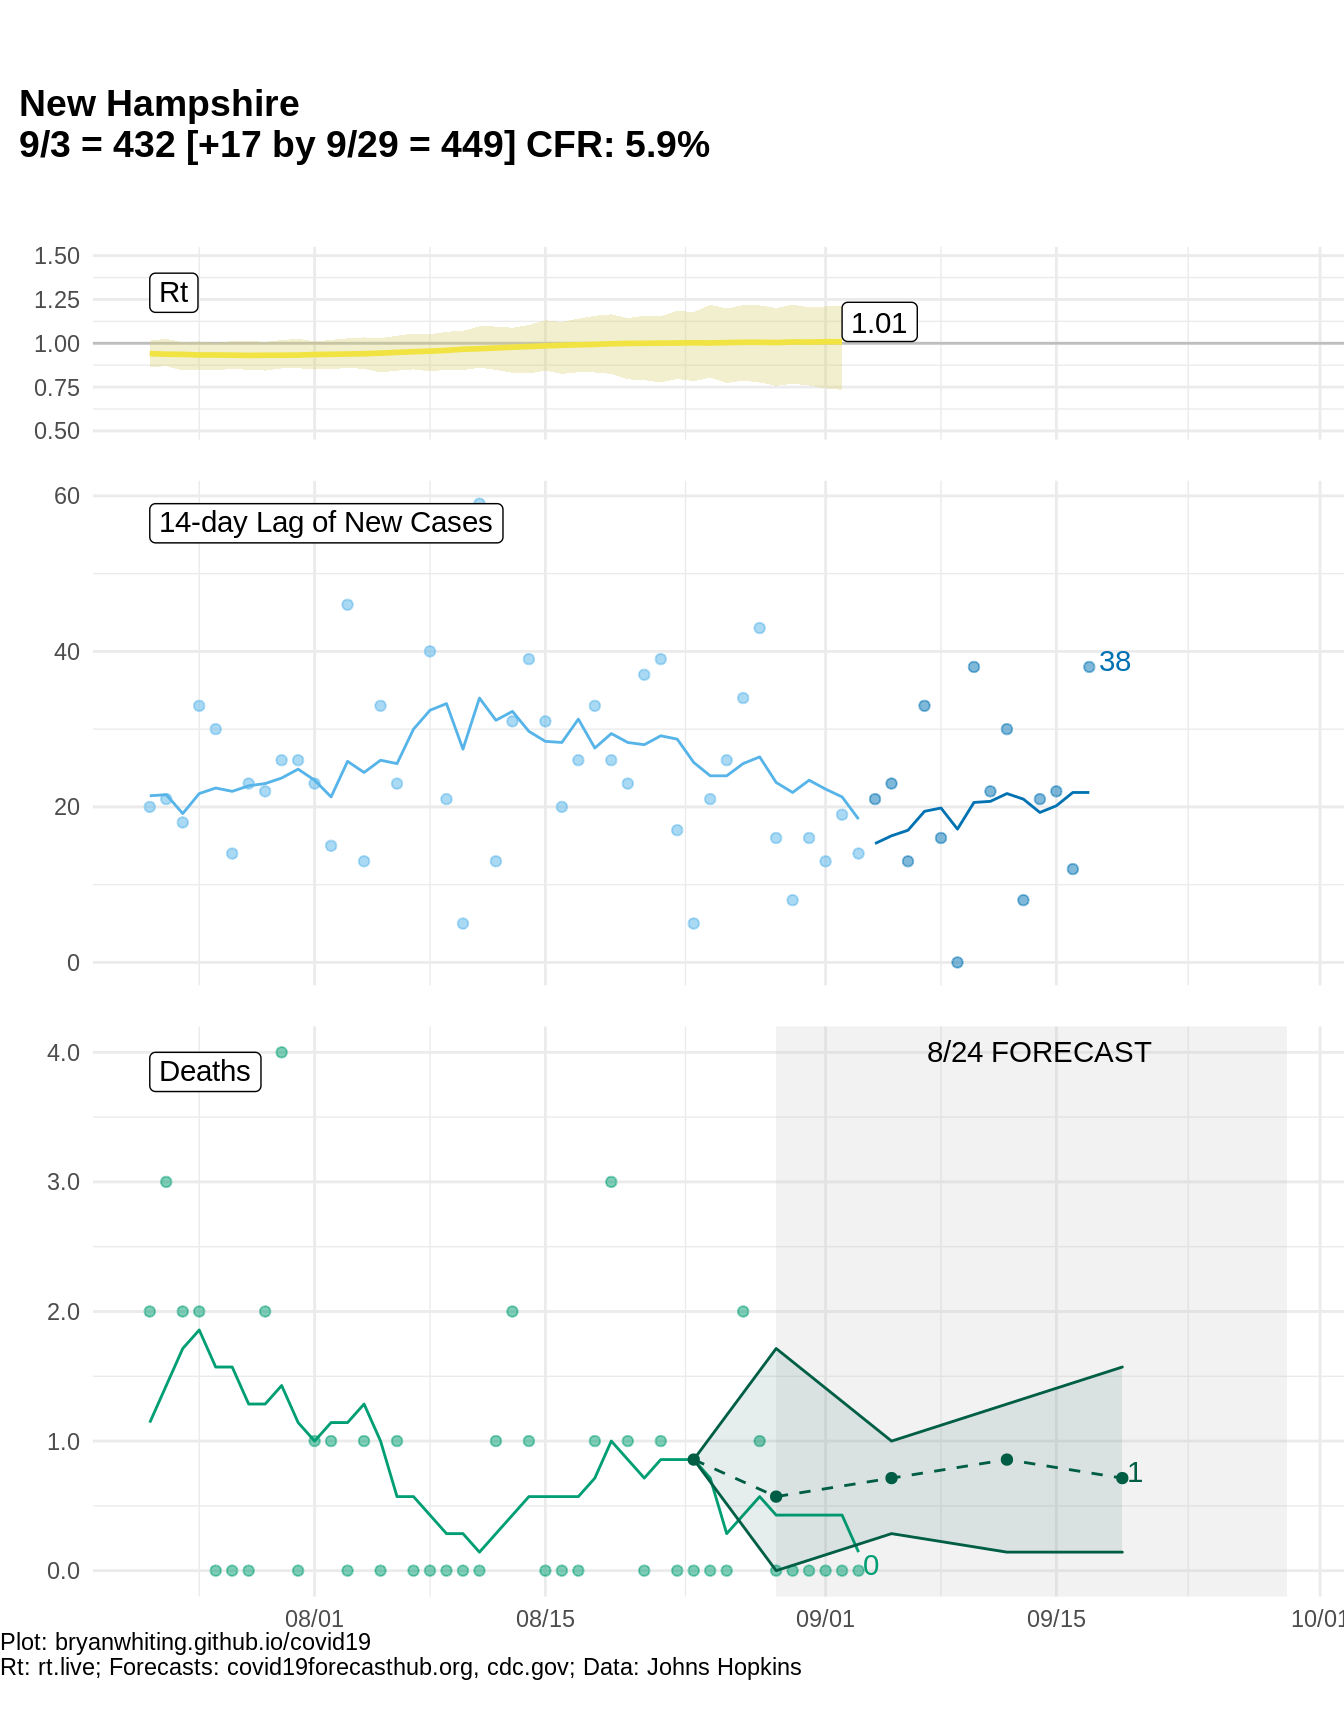 New Hampshire
9/3 = 432 [+17 by 9/29 = 449] CFR: 5.9%
1.50
Rt
1.25
1.01
1.00
0.75
0.50
60
14-day Lag of New Cases
40
38
20
0
8/24 FORECAST
4.0
Deaths
3.0
2.0
1.0
1
0.0
0
08/01
08/15
09/01
09/15
10/01
Plot: bryanwhiting.github.io/covid19
Rt: rt.live; Forecasts: covid19forecasthub.org, cdc.gov; Data: Johns Hopkins